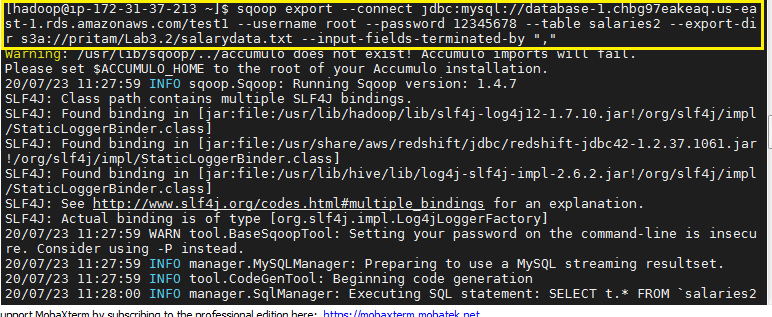 [hadoop@ip-172-31-37-213 ~]$ sqoop export --connect jdbc:mysql://database-1.chbg97eakeaq.us-ea
st-1.rds.amazonaws.com/test1 --username root --password 12345678 --table salaries2 --export-di
r s3a://pritam/Lab3.2/salarydata.txt --input-fields-terminated-by ","
Warning: /usr/lib/sqoop/../accumulo does not exist! Accumulo imports will fail.
Please set $ACCUMULO_HOME to the root of your Accumulo installation.
20/07/23 11:27:59 INFO sqoop.Sqoop: Running Sqoop version: 1.4.7
SLF4J: Class path contains multiple SLF4J bindings.
SLF4J: Found binding in [jar:file:/usr/lib/hadoop/lib/slf4j-log4j12-1.7.10.jar!/org/slf4j/impl
/StaticLoggerBinder.class]
SLF4J: Found binding in [jar:file:/usr/share/aws/redshift/jdbc/redshift-jdbc42-1.2.37.1061.jar
!/org/slf4j/impl/StaticLoggerBinder.class]
SLF4J: Found binding in [jar:file:/usr/lib/hive/lib/log4j-slf4j-impl-2.6.2.jar!/org/slf4j/impl
/StaticLoggerBinder.class]
SLF4J: See http://www.slf4j.org/codes.html#multiple_bindings for an explanation.
SLF4J: Actual binding is of type [org.slf4j.impl.Log4jLoggerFactory]
20/07/23 11:27:59 WARN tool.BaseSqoopTool: Setting your password on the command-line is insecu
re. Consider using -P instead.
20/07/23 11:27:59 INFO manager.MySQLManager: Preparing to use a MySQL streaming resultset.
20/07/23 11:27:59 INFO tool.CodeGenTool: Beginning code generation
20/07/23 11:28:00 INFO manager.SqlManager: Executing SQL statement: SELECT t.* FROM `salaries2
upport MobaXterm by subscribing to the professional edition here: https://mobaxterm.mobatek.net